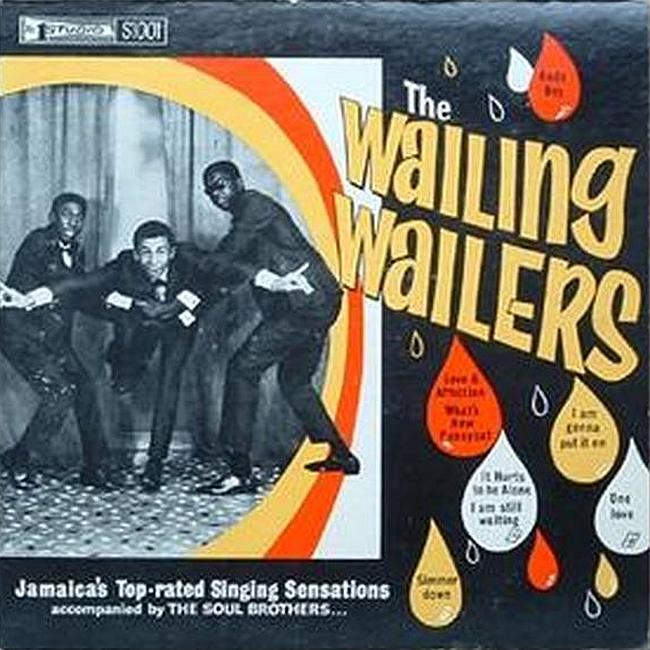 STUDIO S1001
Rude
Boy
The
Wailing
Wailers
Love &
Affection
What's
New
Pussycat
I am
gonna
put it on
It Hurts
to be Alone
I am still
waiting
One
love
Simmer
down
Jamaica's Top-rated Singing Sensations
accompanied by THE SOUL BROTHERS...